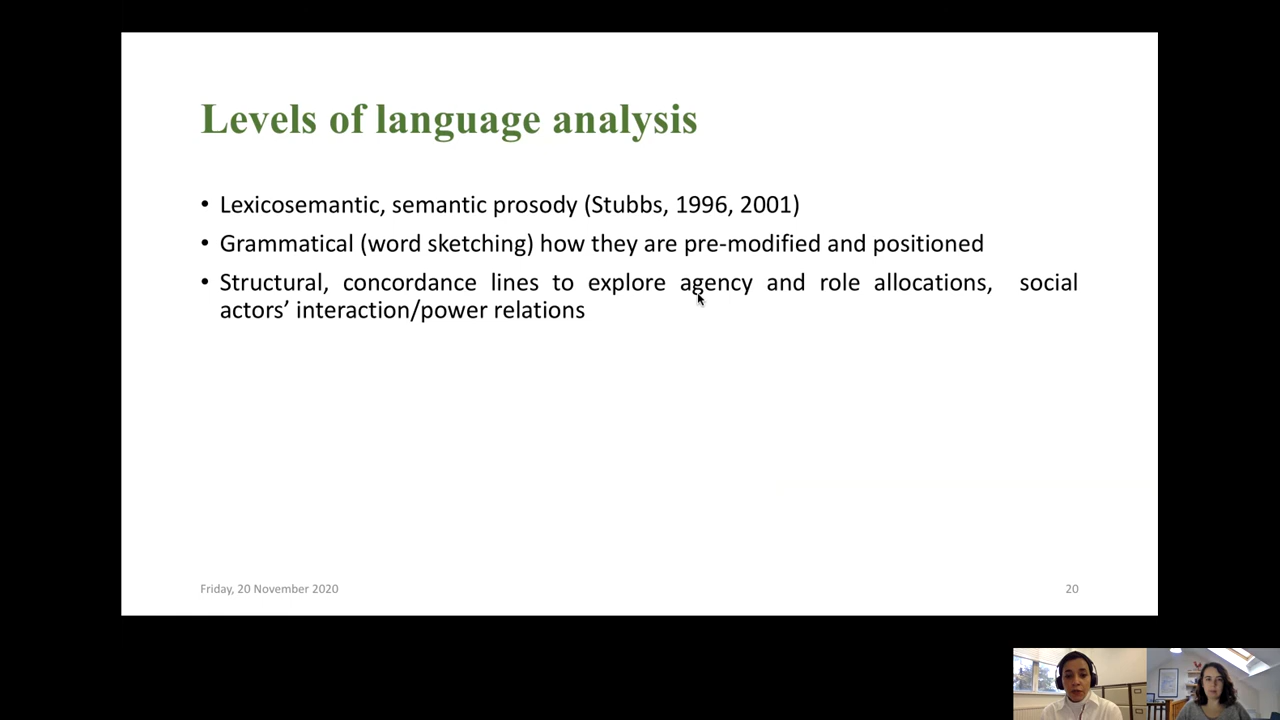 Levels of language analysis
• Lexicosemantic, semantic prosody (Stubbs, 1996, 2001)
• Grammatical (word sketching) how they are pre-modified and positioned
• Structural, concordance lines to explore agency and role allocations, social
actors’ interaction/power relations
Friday, 20 November 2020
20